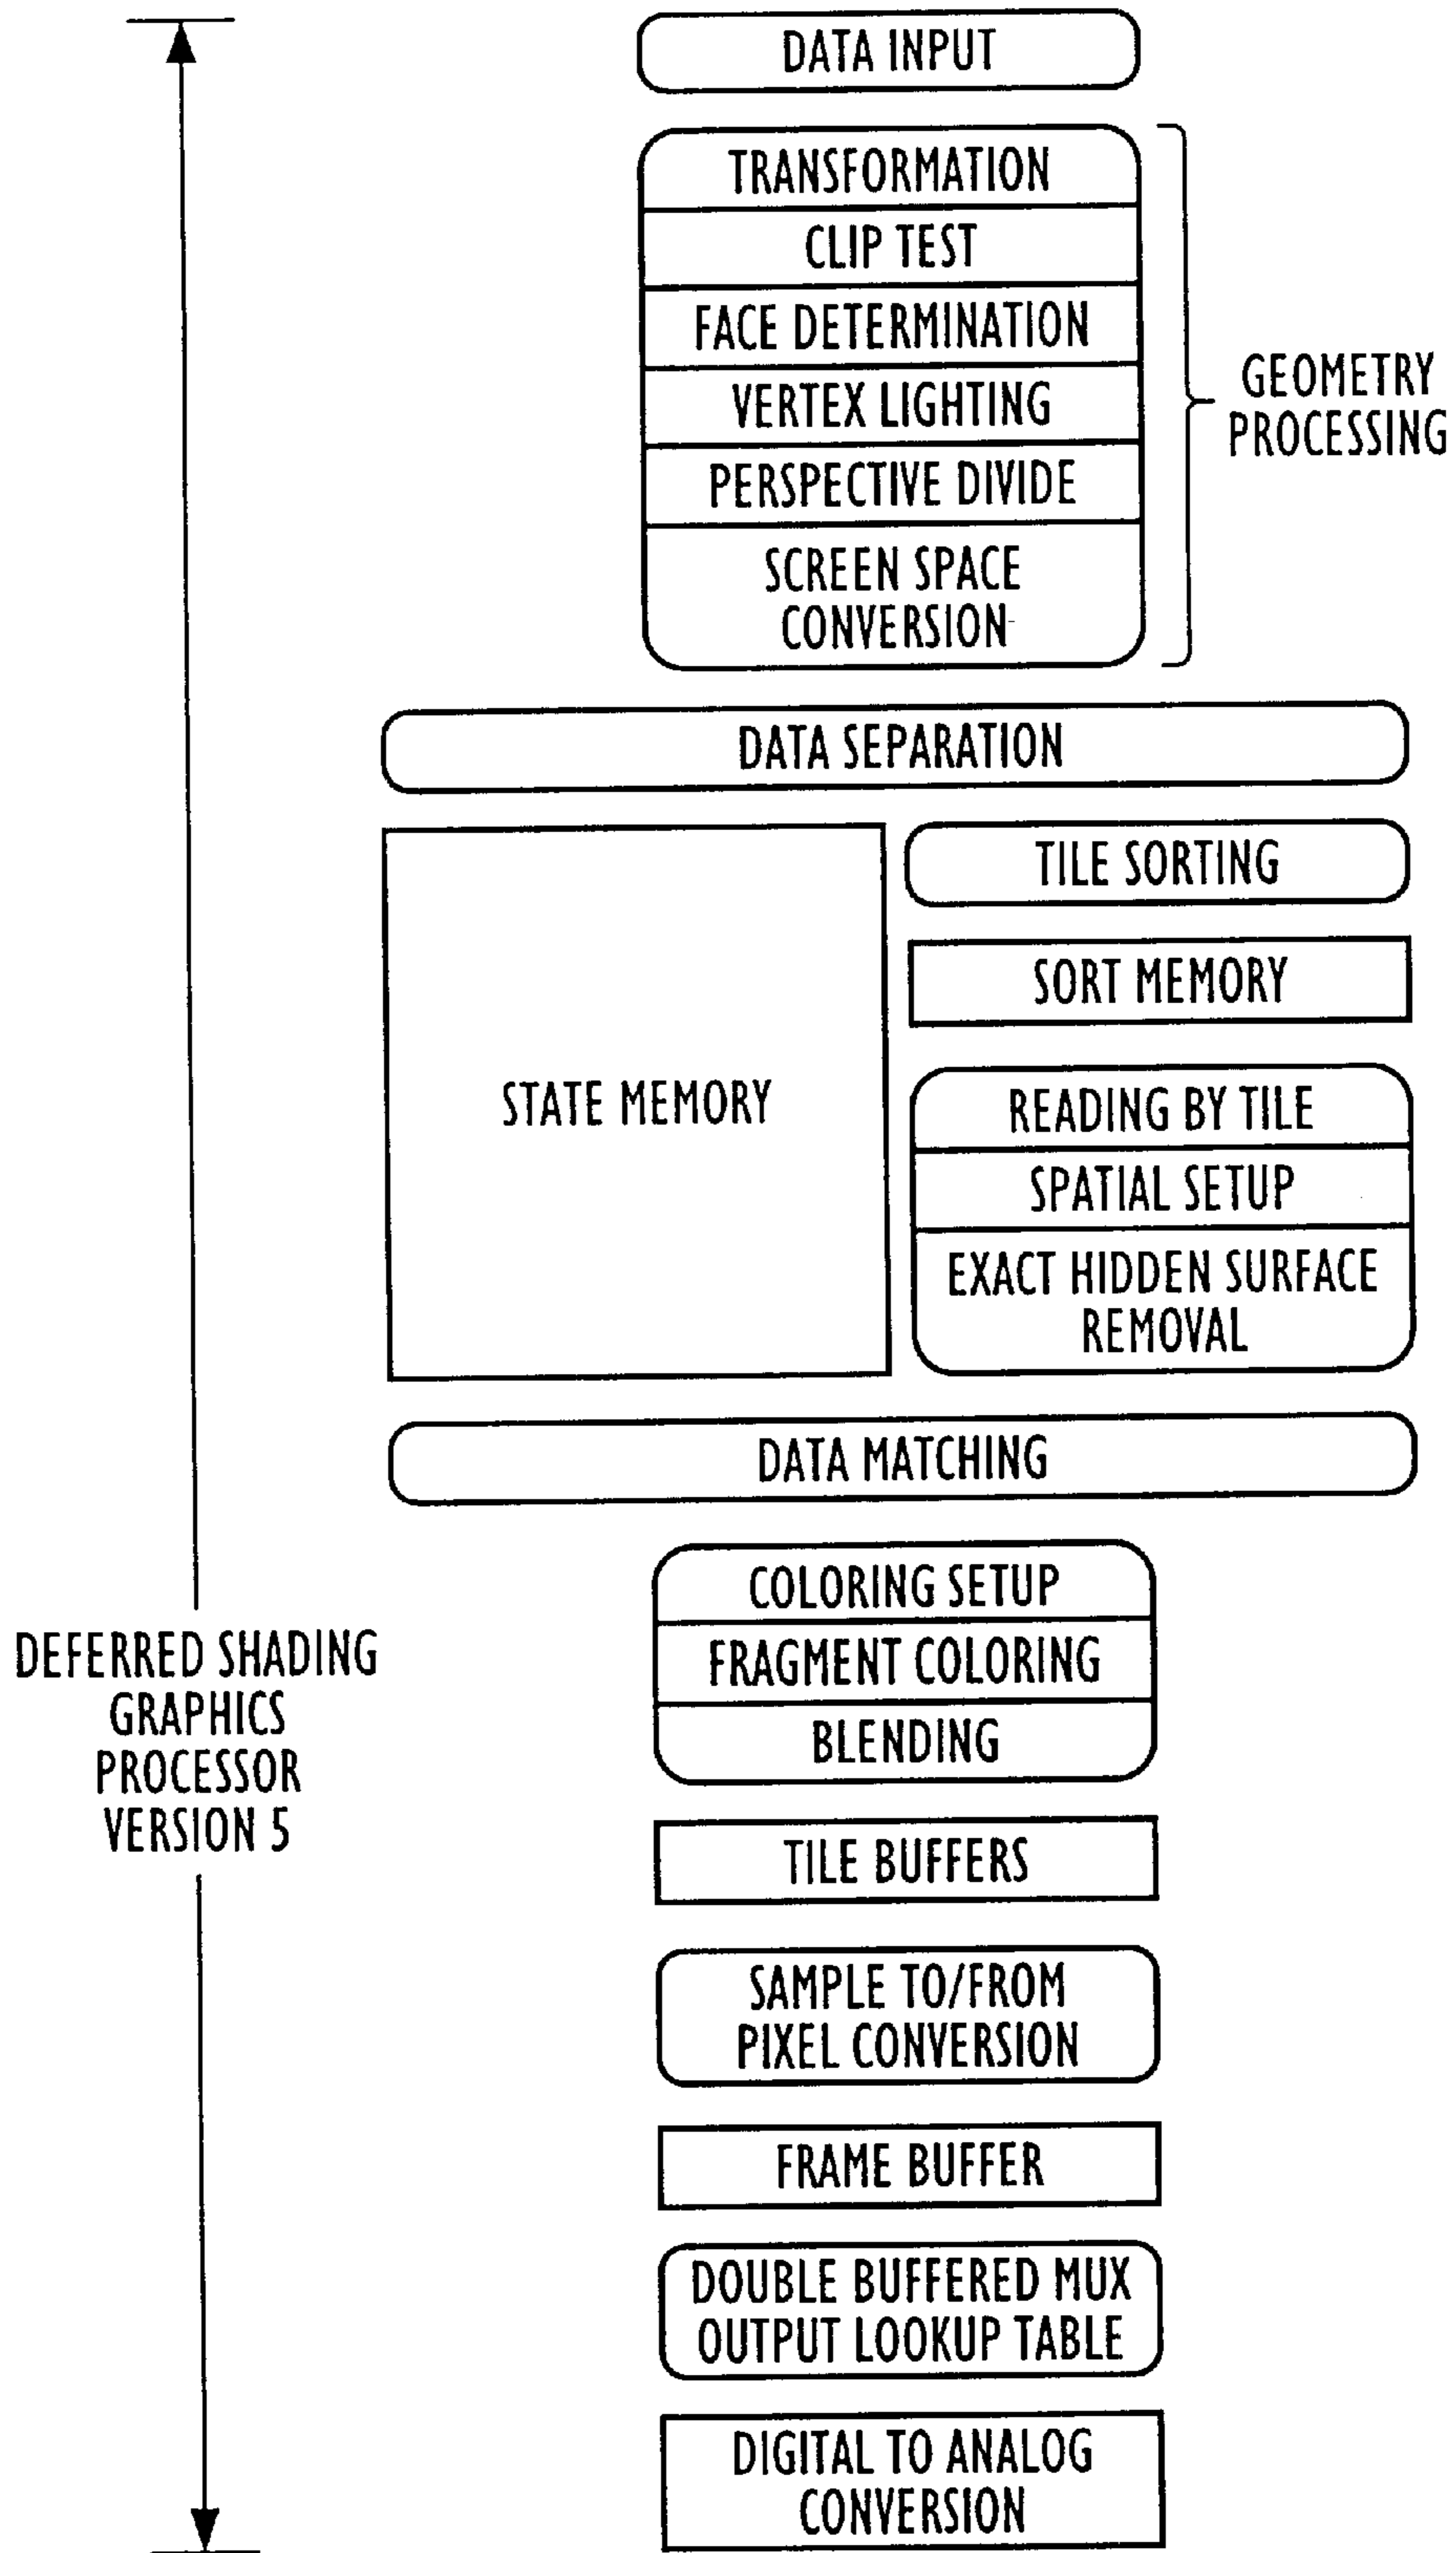 DATA INPUT
TRANSFORMATION
CLIP TEST
FACE DETERMINATION
VERTEX LIGHTING
PERSPECTIVE DIVIDE
SCREEN SPACE
CONVERSION
GEOMETRY
PROCESSING
DATA SEPARATION
STATE MEMORY
TILE SORTING
SORT MEMORY
READING BY TILE
SPATIAL SETUP
EXACT HIDDEN SURFACE
REMOVAL
DATA MATCHING
DEFERRED SHADING
GRAPHICS
PROCESSOR
VERSION 5
COLORING SETUP
FRAGMENT COLORING
BLENDING
TILE BUFFERS
SAMPLE TO/FROM
PIXEL CONVERSION
FRAME BUFFER
DOUBLE BUFFERED MUX
OUTPUT LOOKUP TABLE
DIGITAL TO ANALOG
CONVERSION